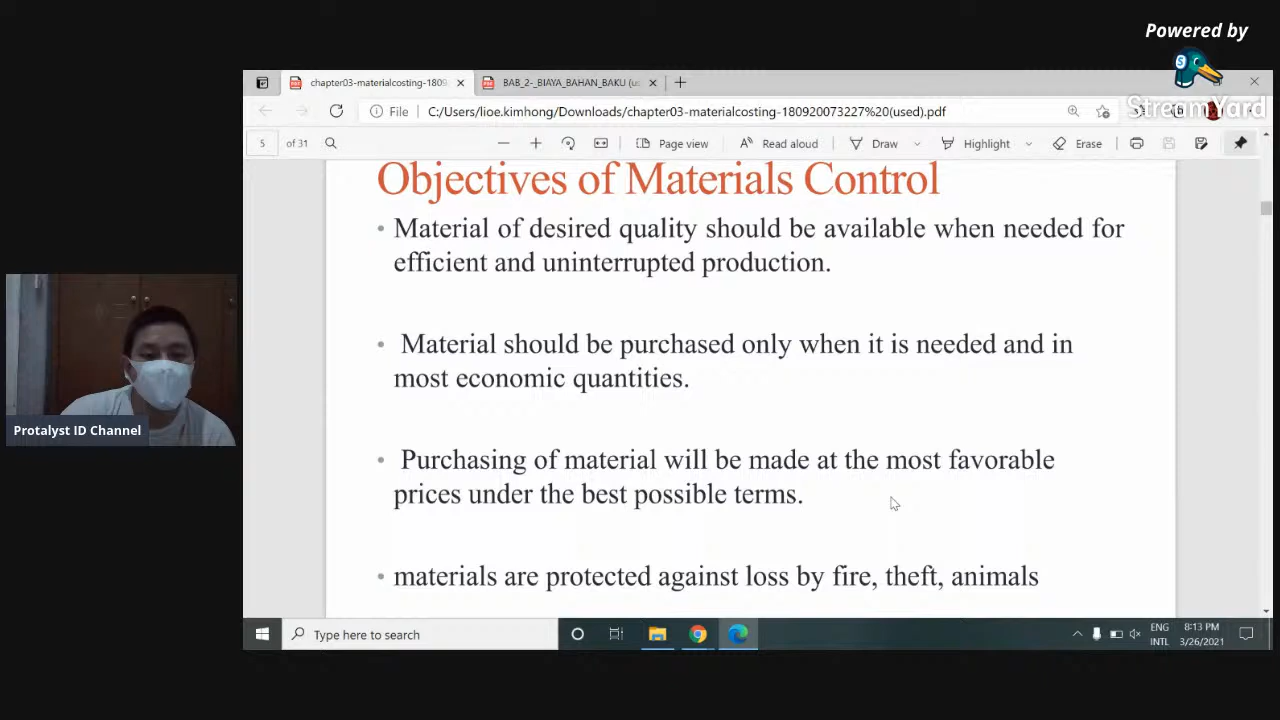 Powered by
StreamYard
chapter03-materialcosting-1809
BAB_2-_BIAYA_BAHAN_BAKU (u
File
C:/Users/lioe.kimhong/Downloads/chapter03-materialcosting-180920073227%20(used).pdf
5 of 31
Page view
Read aloud
Draw
Highlight
Erase
Objectives of Materials Control
• Material of desired quality should be available when needed for
efficient and uninterrupted production.
• Material should be purchased only when it is needed and in
most economic quantities.
• Purchasing of material will be made at the most favorable
prices under the best possible terms.
• materials are protected against loss by fire, theft, animals
Protalyst ID Channel
Type here to search
ENG
INTL
8:13 PM
3/26/2021